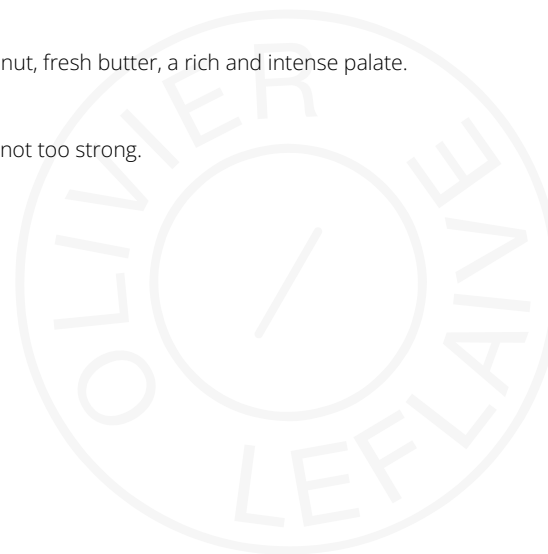 nut, fresh butter, a rich and intense palate.
not too strong.
OLIVIER
LEFLAIVE